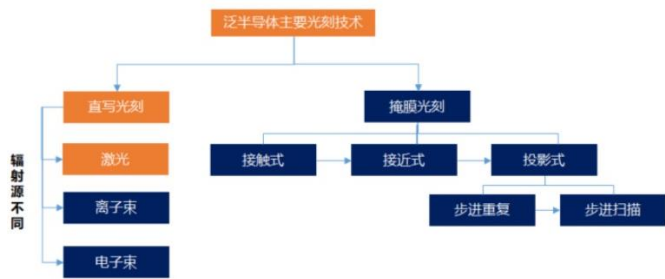 泛半导体主要光刻技术
直写光刻
掩膜光刻
辐射源不同
激光
接触式
接近式
投影式
离子束
步进重复
步进扫描
电子束